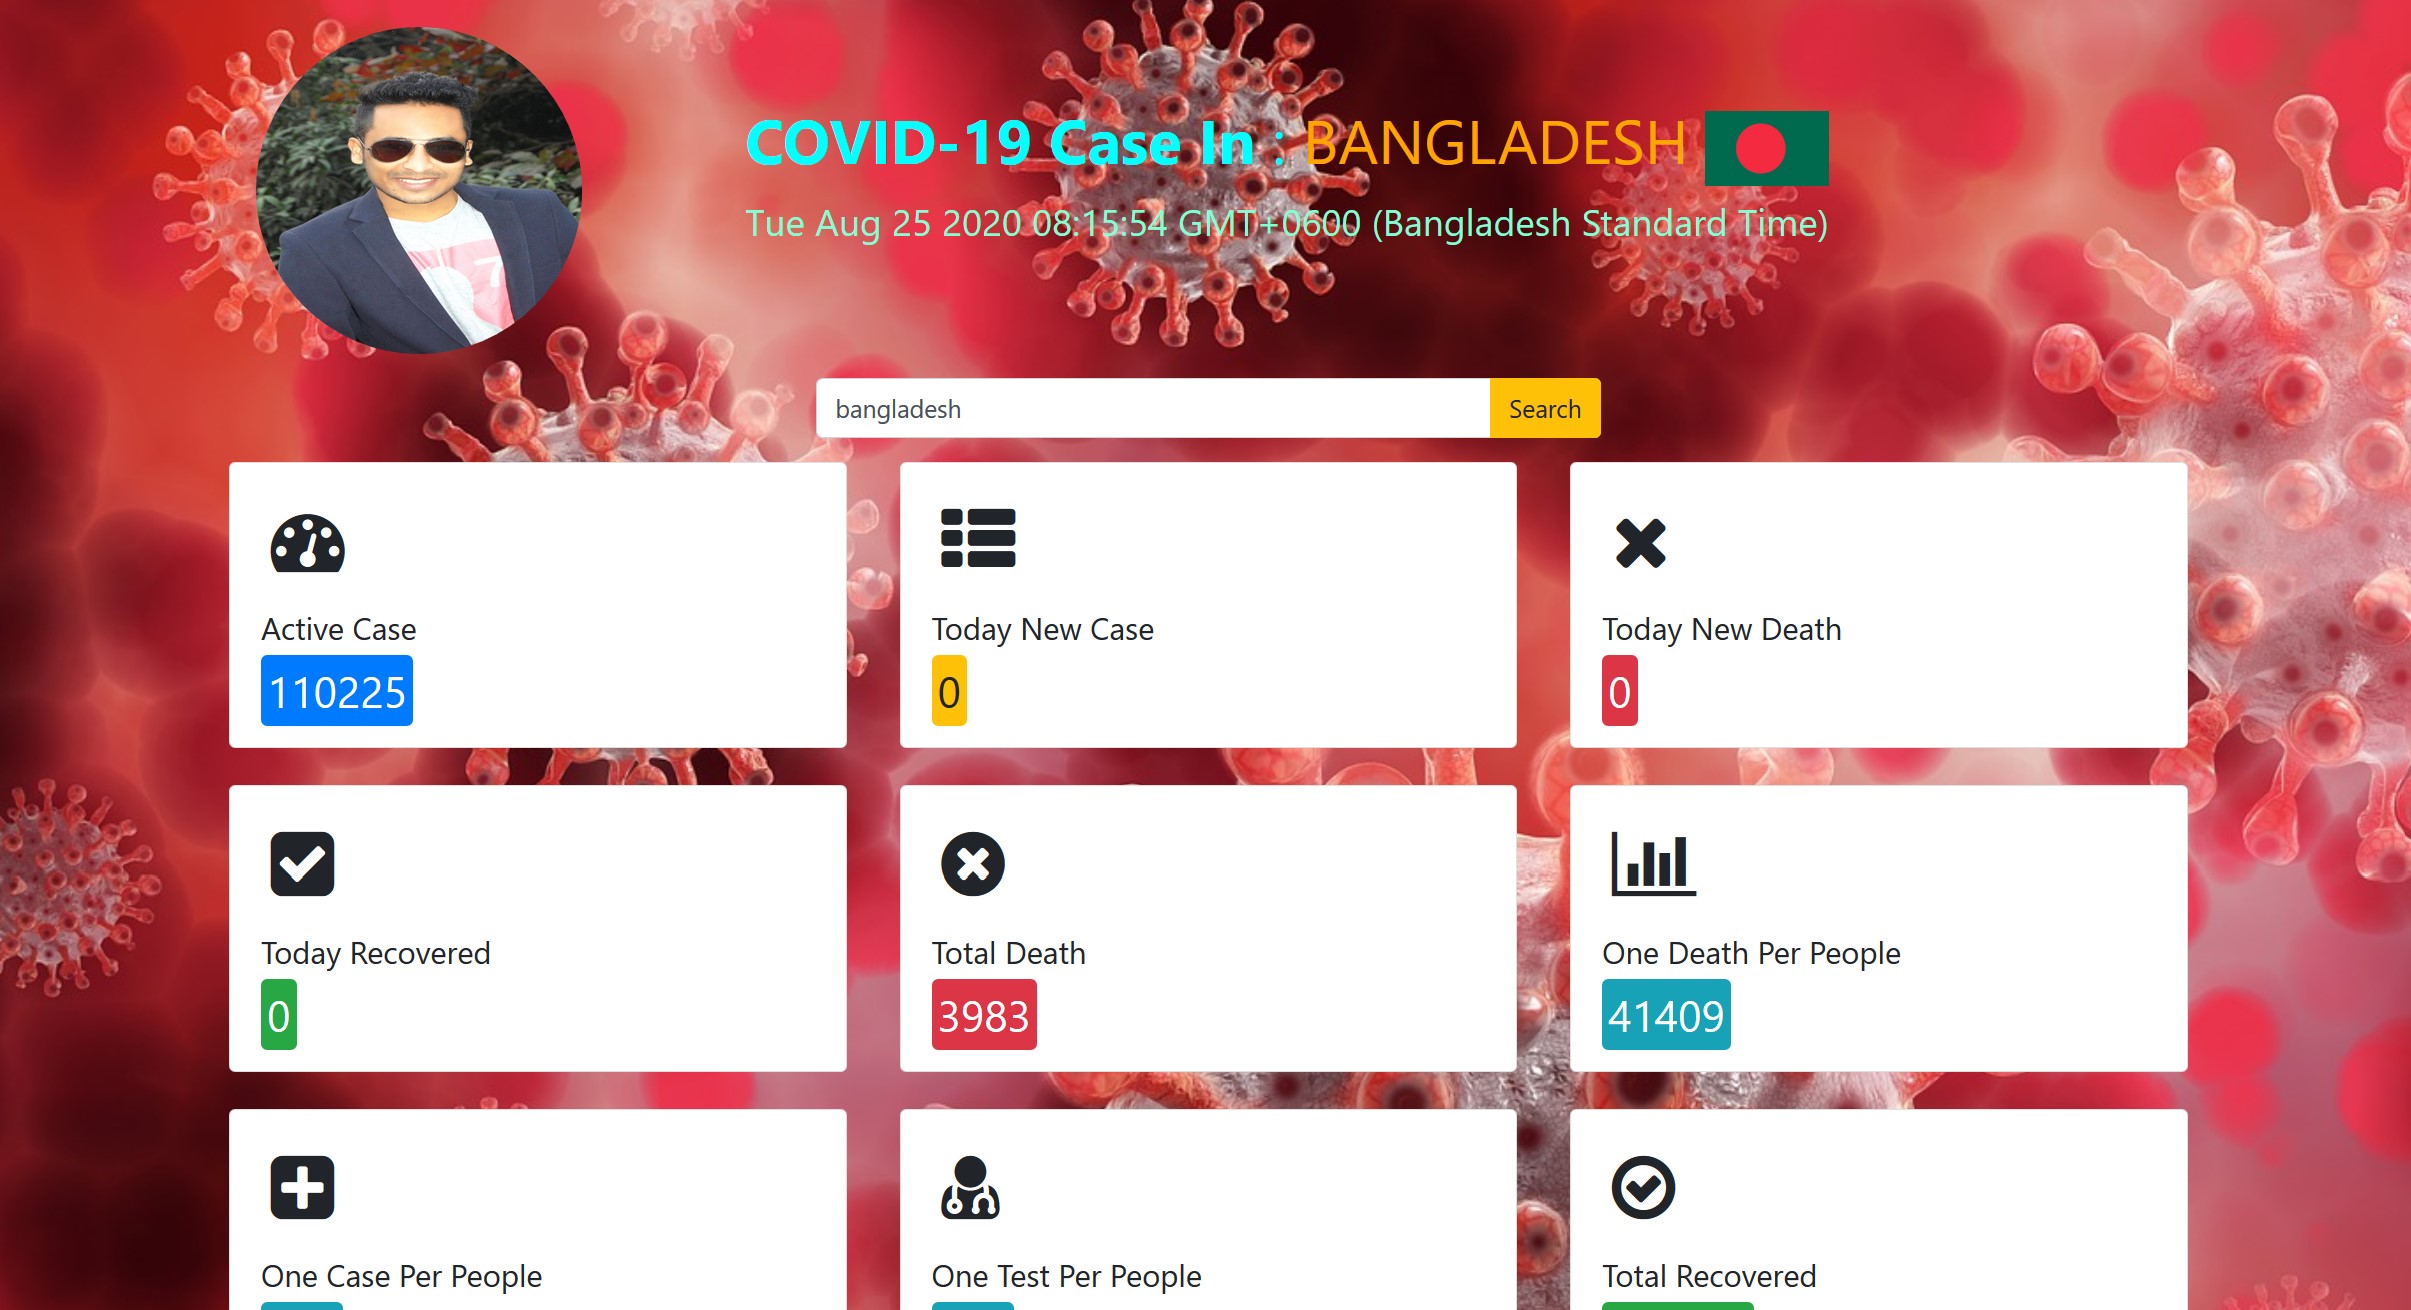 COVID-19 Case In : BANGLADESH
Tue Aug 25 2020 08:15:54 GMT+0600 (Bangladesh Standard Time)
bangladesh Search
Active Case
110225
Today New Case
0
Today New Death
0
Today Recovered
0
Total Death
3983
One Death Per People
41409
One Case Per People
One Test Per People
Total Recovered